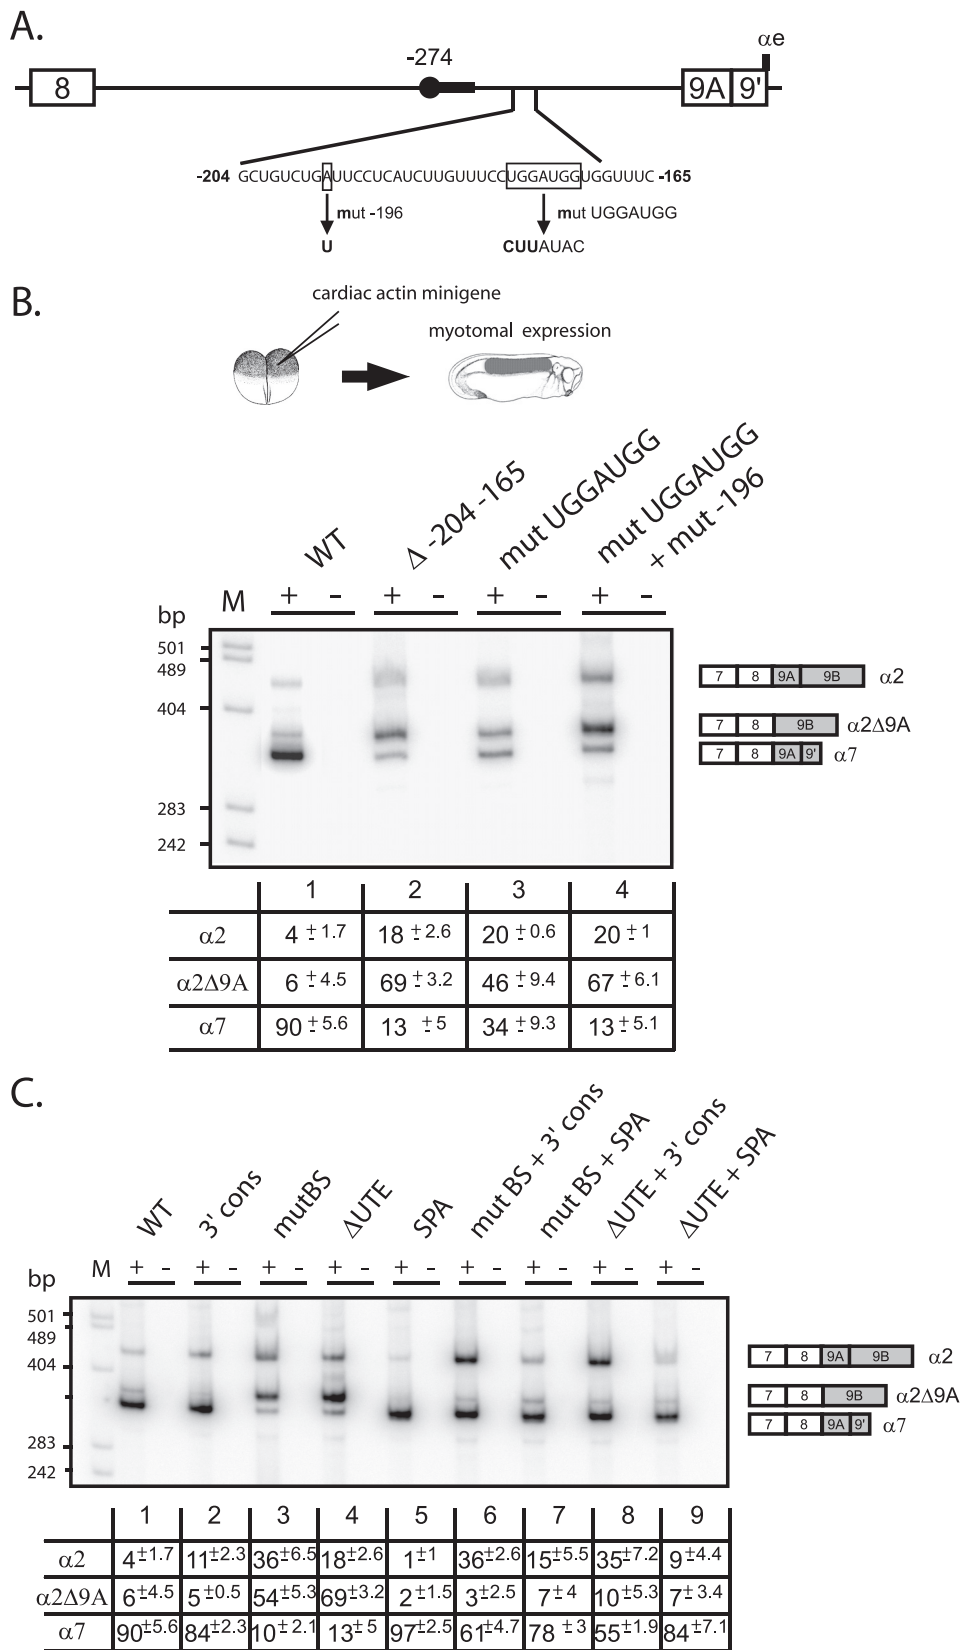 A.
αe
-274
8
9A 9'
-204 GCUGUCUGAUUCCUCAUCUUGUUUCCUGGAUGGUGGUUUC -165
mut -196 mut UGGAUGG
U CUUAUAC
B.
cardiac actin minigene
myotomal expression
WT Δ -204 -165 mut UGGAUGG mut UGGAUGG + mut -196
M + - + - + - + -
bp
501
489
404
283
242
7 8 9A 9B α2
7 8 9B α2Δ9A
7 8 9A 9' α7
1 2 3 4
α2 4 ±1.7 18 ±2.6 20 ±0.6 20 ±1
α2Δ9A 6 ±4.5 69 ±3.2 46 ±9.4 67 ±6.1
α7 90 ±5.6 13 ±5 34 ±9.3 13 ±5.1
C.
WT 3' cons mutBS ΔUTE SPA mut BS + 3' cons mut BS + SPA ΔUTE + 3' cons ΔUTE + SPA
M + - + - + - + - + - + - + - + - + -
bp
501
489
404
283
242
7 8 9A 9B α2
7 8 9B α2Δ9A
7 8 9A 9' α7
1 2 3 4 5 6 7 8 9
α2 4±1.7 11±2.3 36±6.5 18±2.6 1±1 36±2.6 15±5.5 35±7.2 9±4.4
α2Δ9A 6±4.5 5±0.5 54±5.3 69±3.2 2±1.5 3±2.5 7±4 10±5.3 7±3.4
α7 90±5.6 84±2.3 10±2.1 13±5 97±2.5 61±4.7 78 ±3 55±1.9 84±7.1